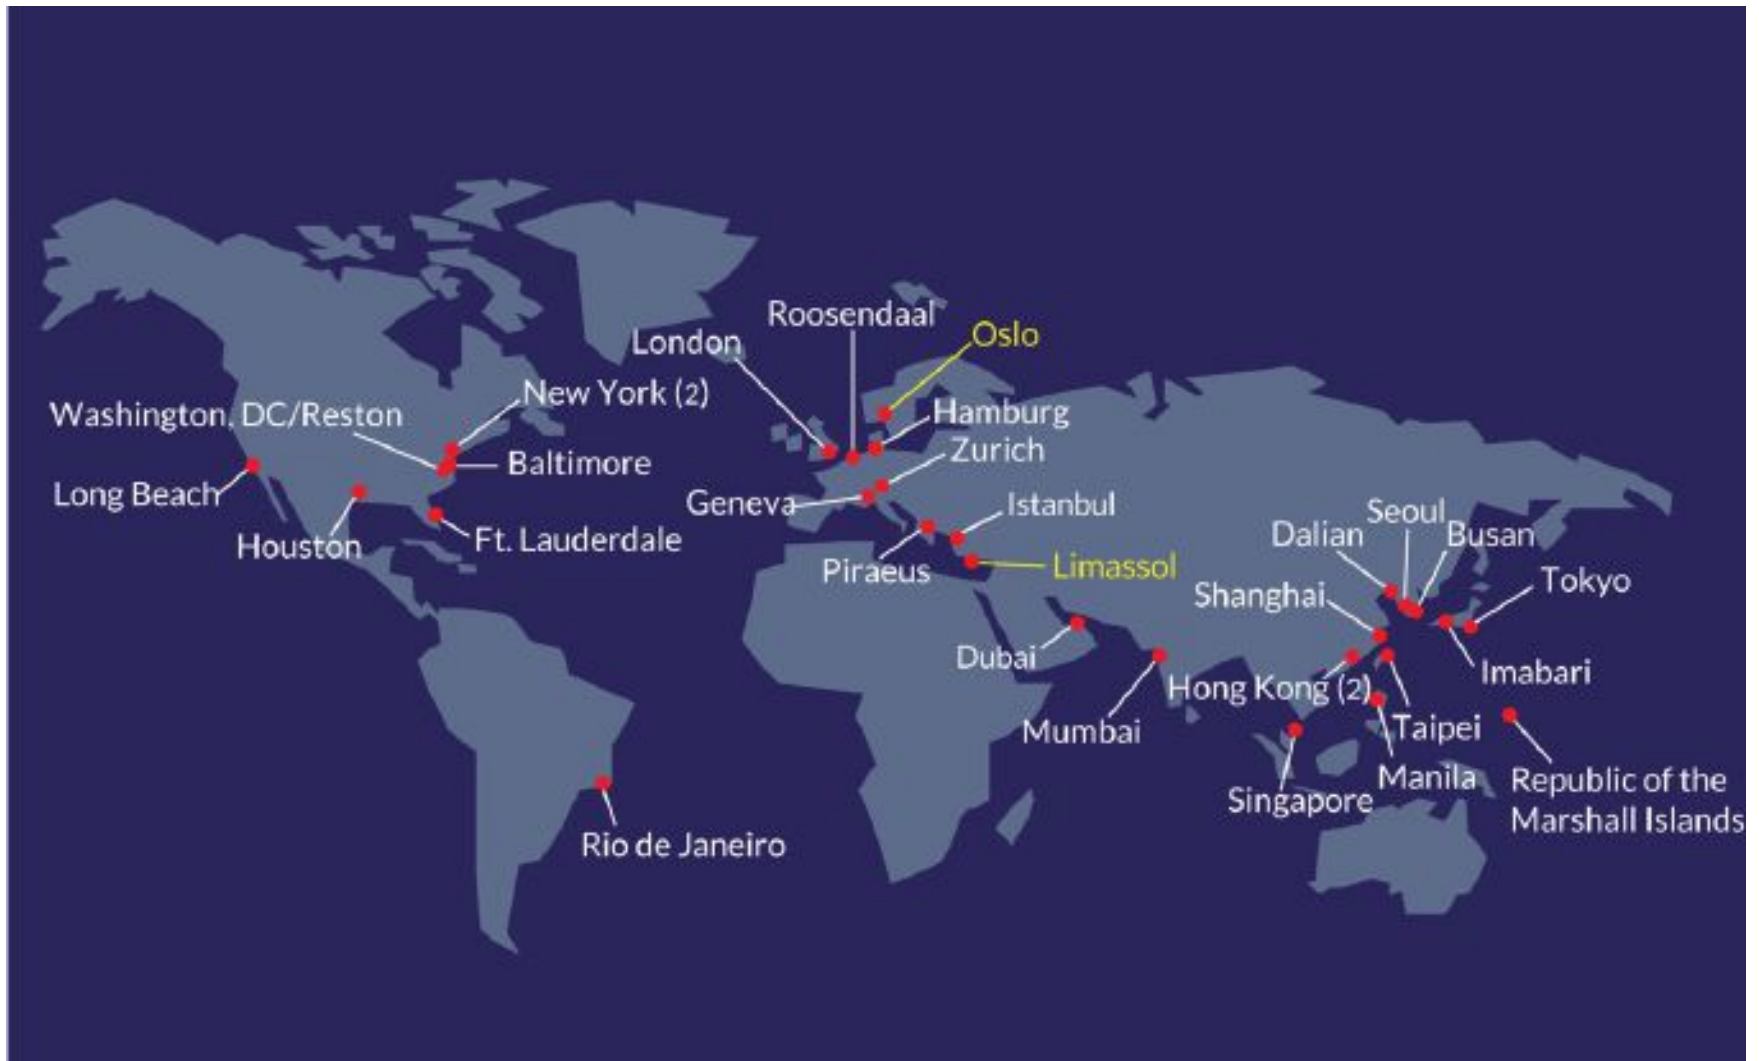 Roosendaal
Oslo
London
New York (2)
Hamburg
Washington, DC/Reston
Zurich
Baltimore
Long Beach
Geneva
Istanbul
Seoul
Houston
Ft. Lauderdale
Dalian
Busan
Piraeus
Limassol
Tokyo
Shanghai
Dubai
Imabari
Hong Kong (2)
Mumbai
Taipei
Manila
Republic of the
Marshall Islands
Singapore
Rio de Janeiro